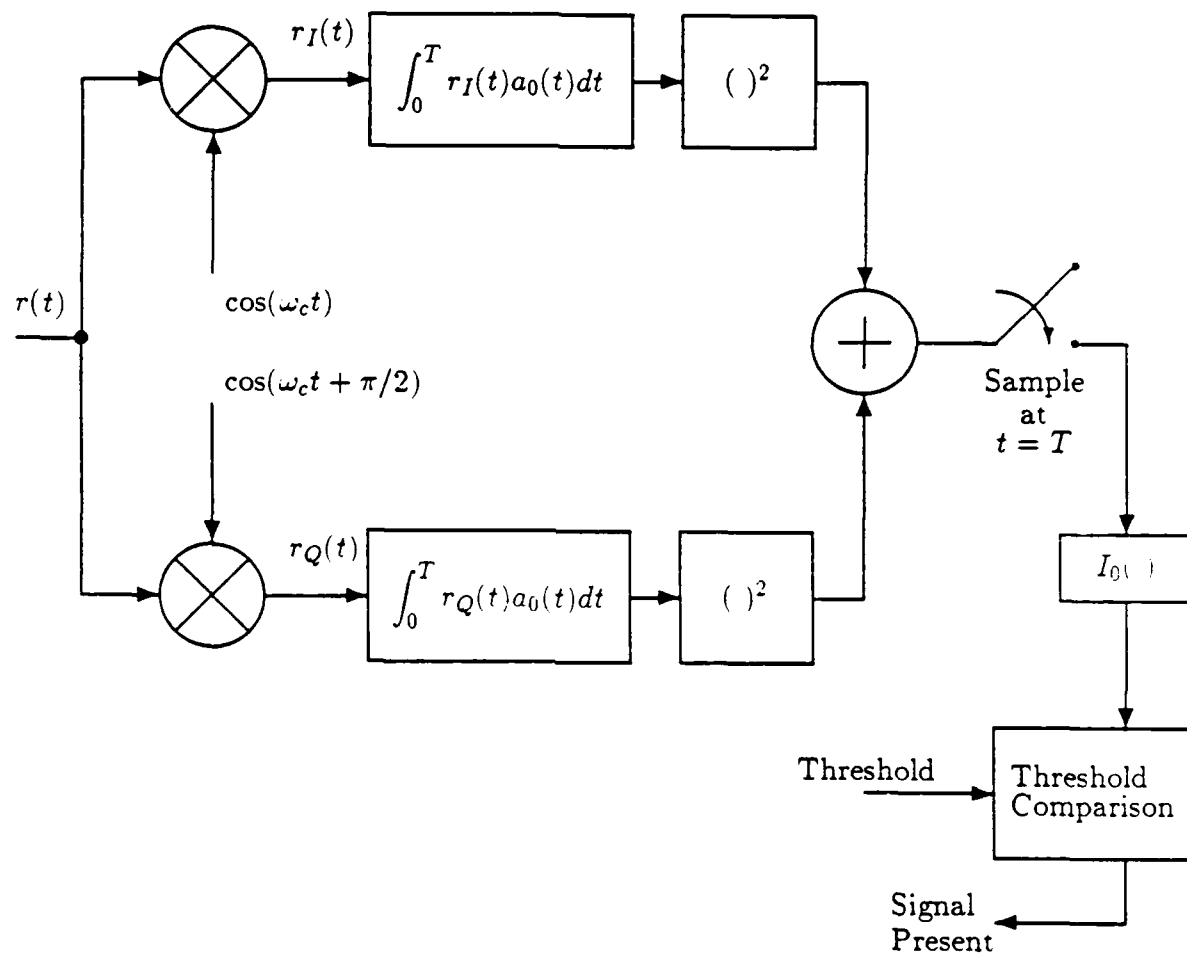 r_I(t)
∫_0^T r_I(t)a_0(t)dt
( )^2
r(t)
cos(ω_c t)
cos(ω_c t + π/2)
Sample
at
t = T
r_Q(t)
∫_0^T r_Q(t)a_0(t)dt
( )^2
I_0( )
Threshold
Threshold
Comparison
Signal
Present